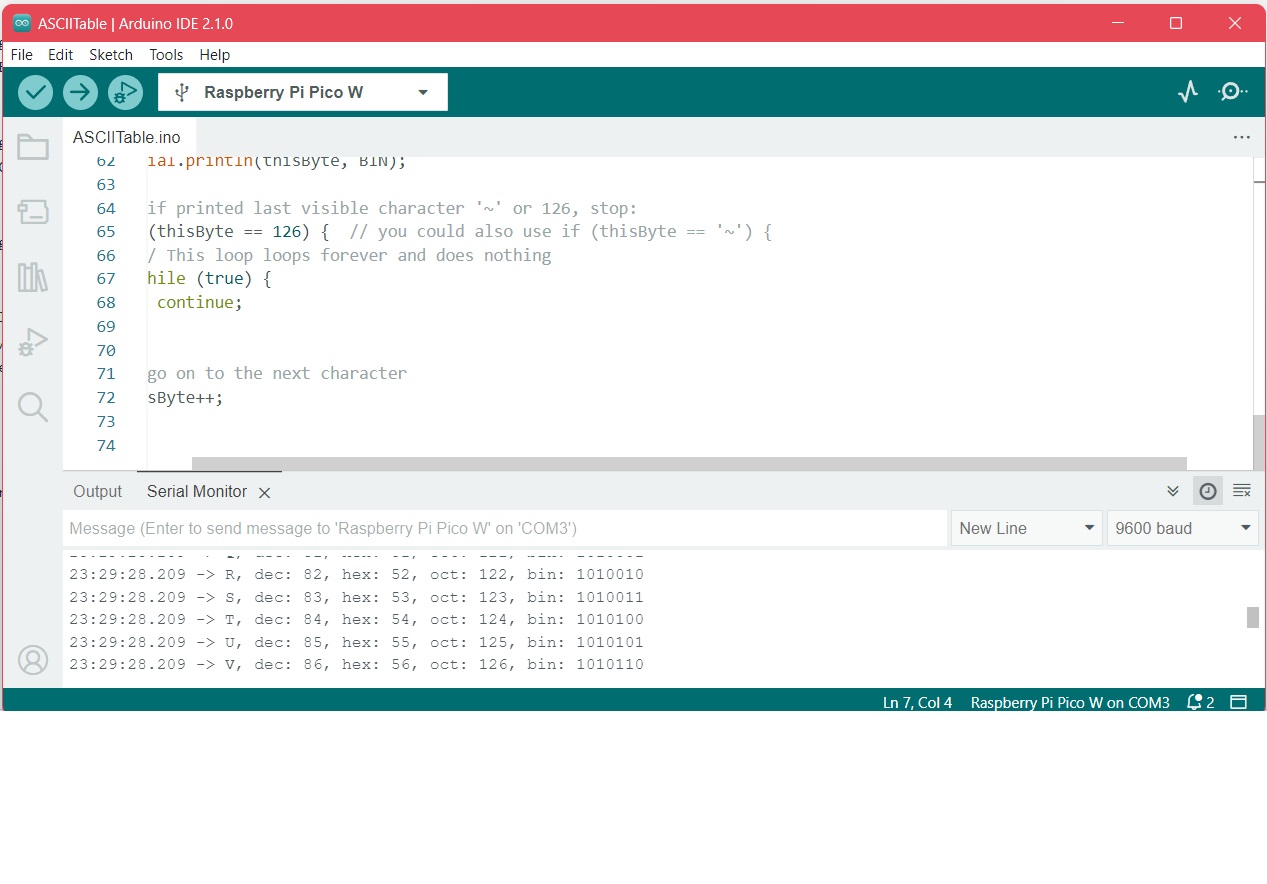 ASCIITable | Arduino IDE 2.1.0
File Edit Sketch Tools Help
Raspberry Pi Pico W
ASCIITable.ino
62 ial.println(thisByte, BIN);
63
64 if printed last visible character '~' or 126, stop:
65 (thisByte == 126) {  // you could also use if (thisByte == '~') {
66 / This loop loops forever and does nothing
67 hile (true) {
68 continue;
69
70
71 go on to the next character
72 sByte++;
73
74
Output Serial Monitor
Message (Enter to send message to 'Raspberry Pi Pico W' on 'COM3') New Line 9600 baud
23:29:28.209 -> R, dec: 82, hex: 52, oct: 122, bin: 1010010
23:29:28.209 -> S, dec: 83, hex: 53, oct: 123, bin: 1010011
23:29:28.209 -> T, dec: 84, hex: 54, oct: 124, bin: 1010100
23:29:28.209 -> U, dec: 85, hex: 55, oct: 125, bin: 1010101
23:29:28.209 -> V, dec: 86, hex: 56, oct: 126, bin: 1010110
Ln 7, Col 4 Raspberry Pi Pico W on COM3 2